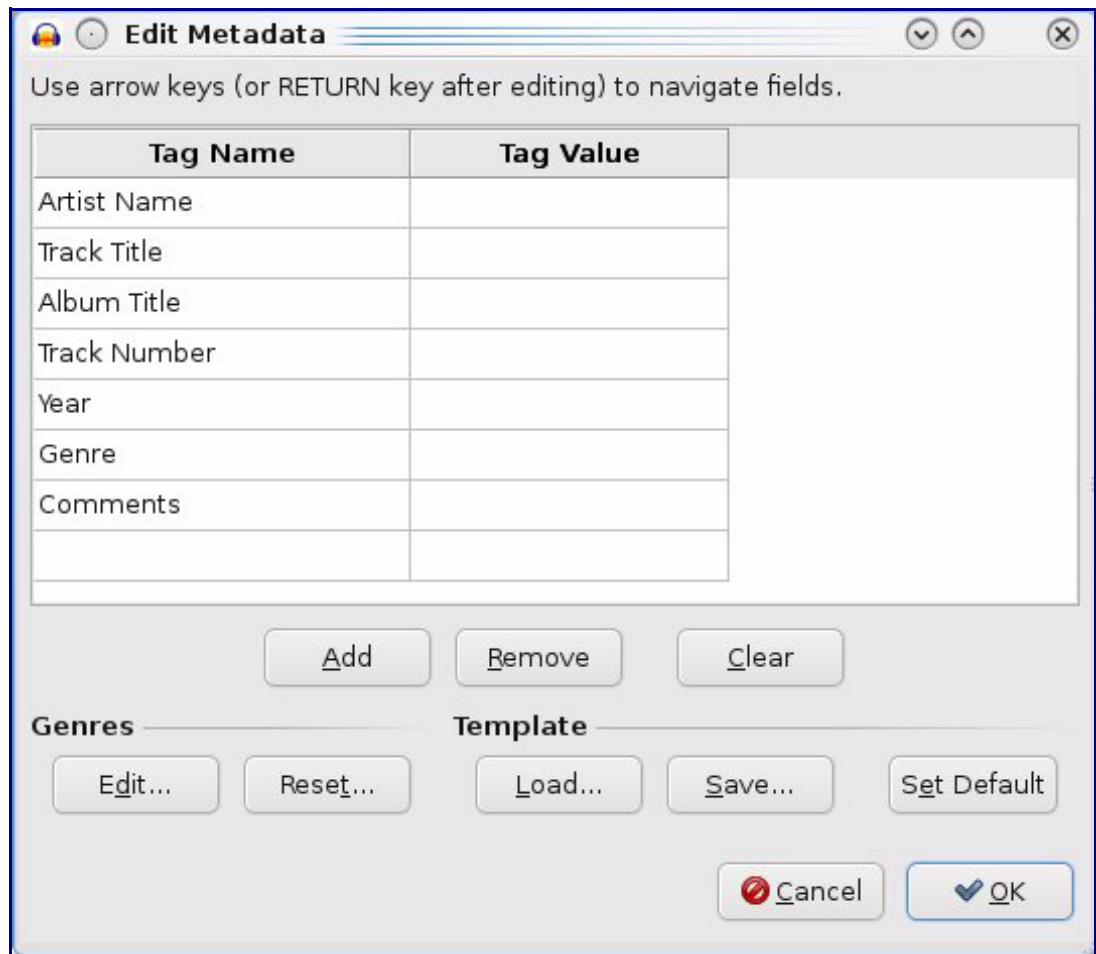 Edit Metadata
Use arrow keys (or RETURN key after editing) to navigate fields.
Tag Name Tag Value
Artist Name
Track Title
Album Title
Track Number
Year
Genre
Comments
Add Remove Clear
Genres Template
Edit... Reset... Load... Save... Set Default
Cancel OK